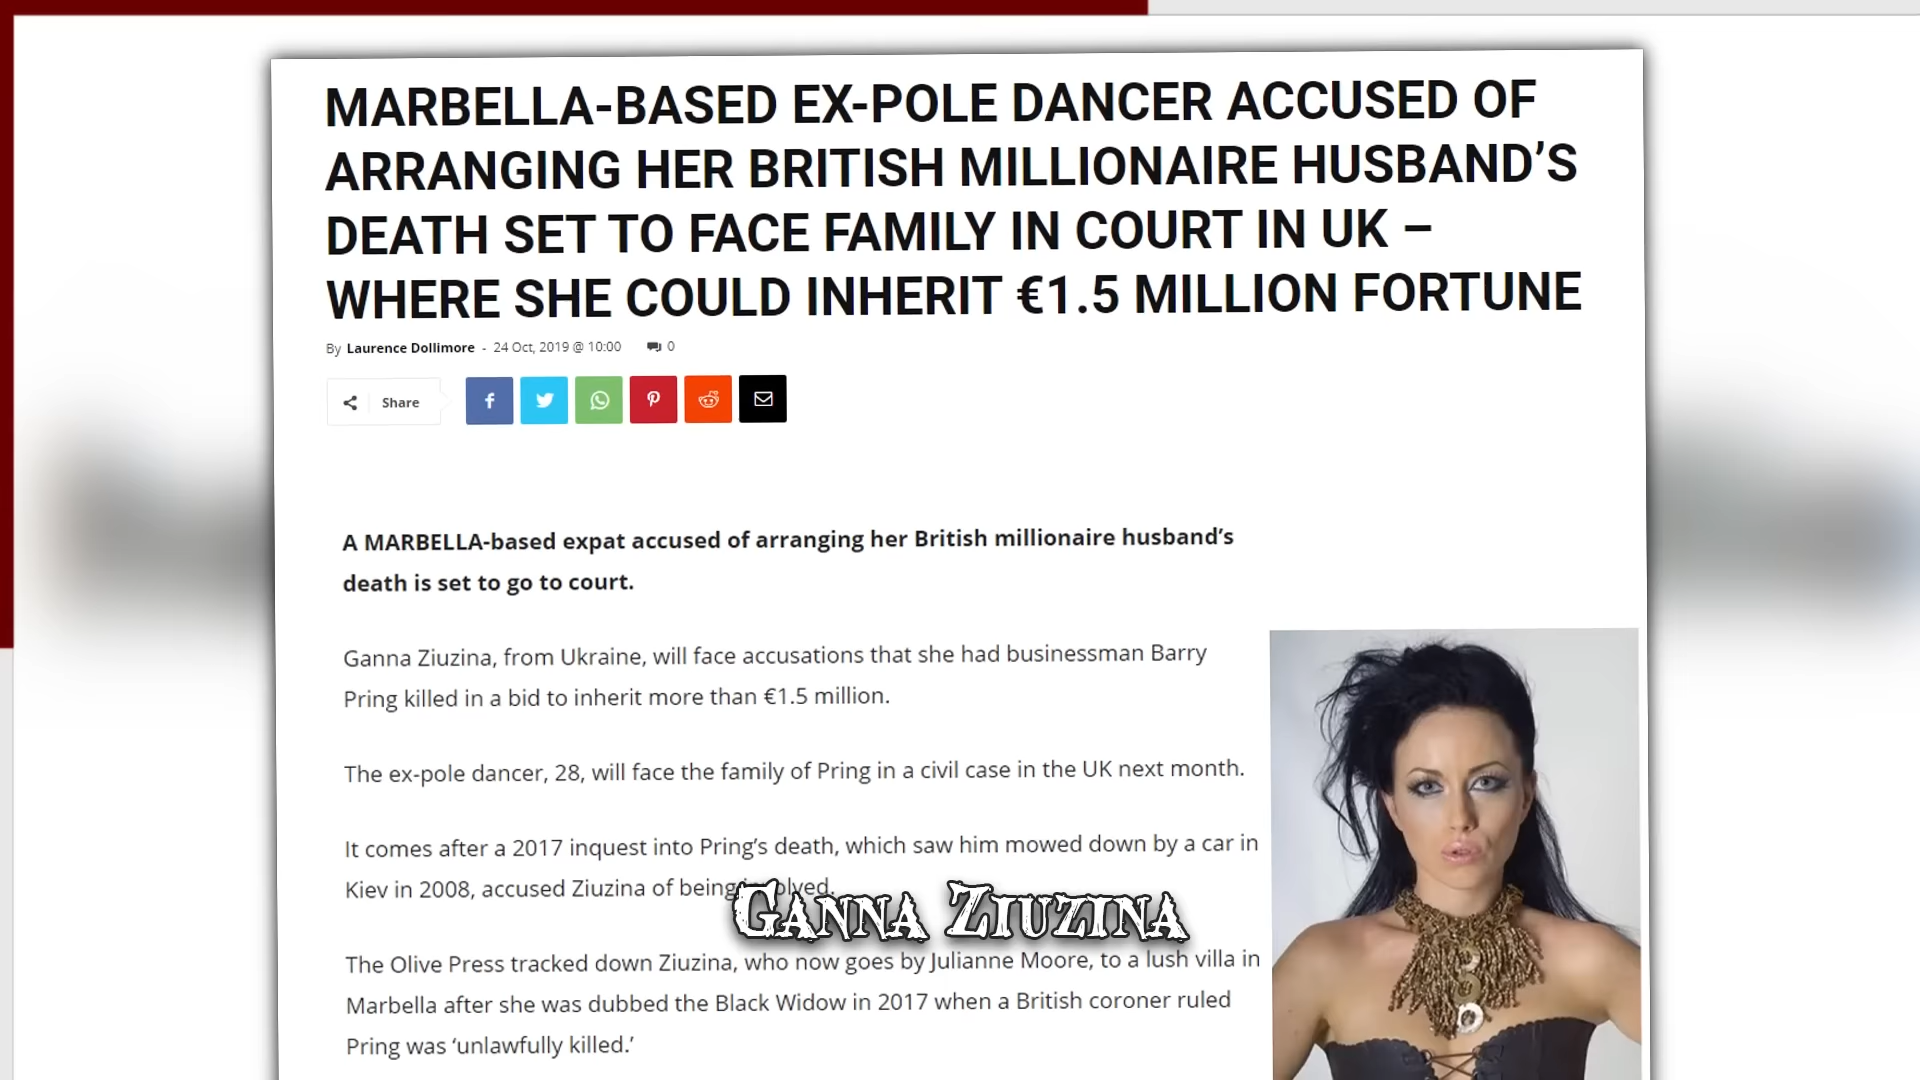 MARBELLA-BASED EX-POLE DANCER ACCUSED OF
ARRANGING HER BRITISH MILLIONAIRE HUSBAND’S
DEATH SET TO FACE FAMILY IN COURT IN UK –
WHERE SHE COULD INHERIT €1.5 MILLION FORTUNE
By Laurence Dollimore - 24 Oct, 2019 @ 10:00 0
Share
A MARBELLA-based expat accused of arranging her British millionaire husband’s
death is set to go to court.
Ganna Ziuzina, from Ukraine, will face accusations that she had businessman Barry
Pring killed in a bid to inherit more than €1.5 million.
The ex-pole dancer, 28, will face the family of Pring in a civil case in the UK next month.
It comes after a 2017 inquest into Pring’s death, which saw him mowed down by a car in
Kiev in 2008, accused Ziuzina of being involved.
Ganna Ziuzina
The Olive Press tracked down Ziuzina, who now goes by Julianne Moore, to a lush villa in
Marbella after she was dubbed the Black Widow in 2017 when a British coroner ruled
Pring was ‘unlawfully killed.’